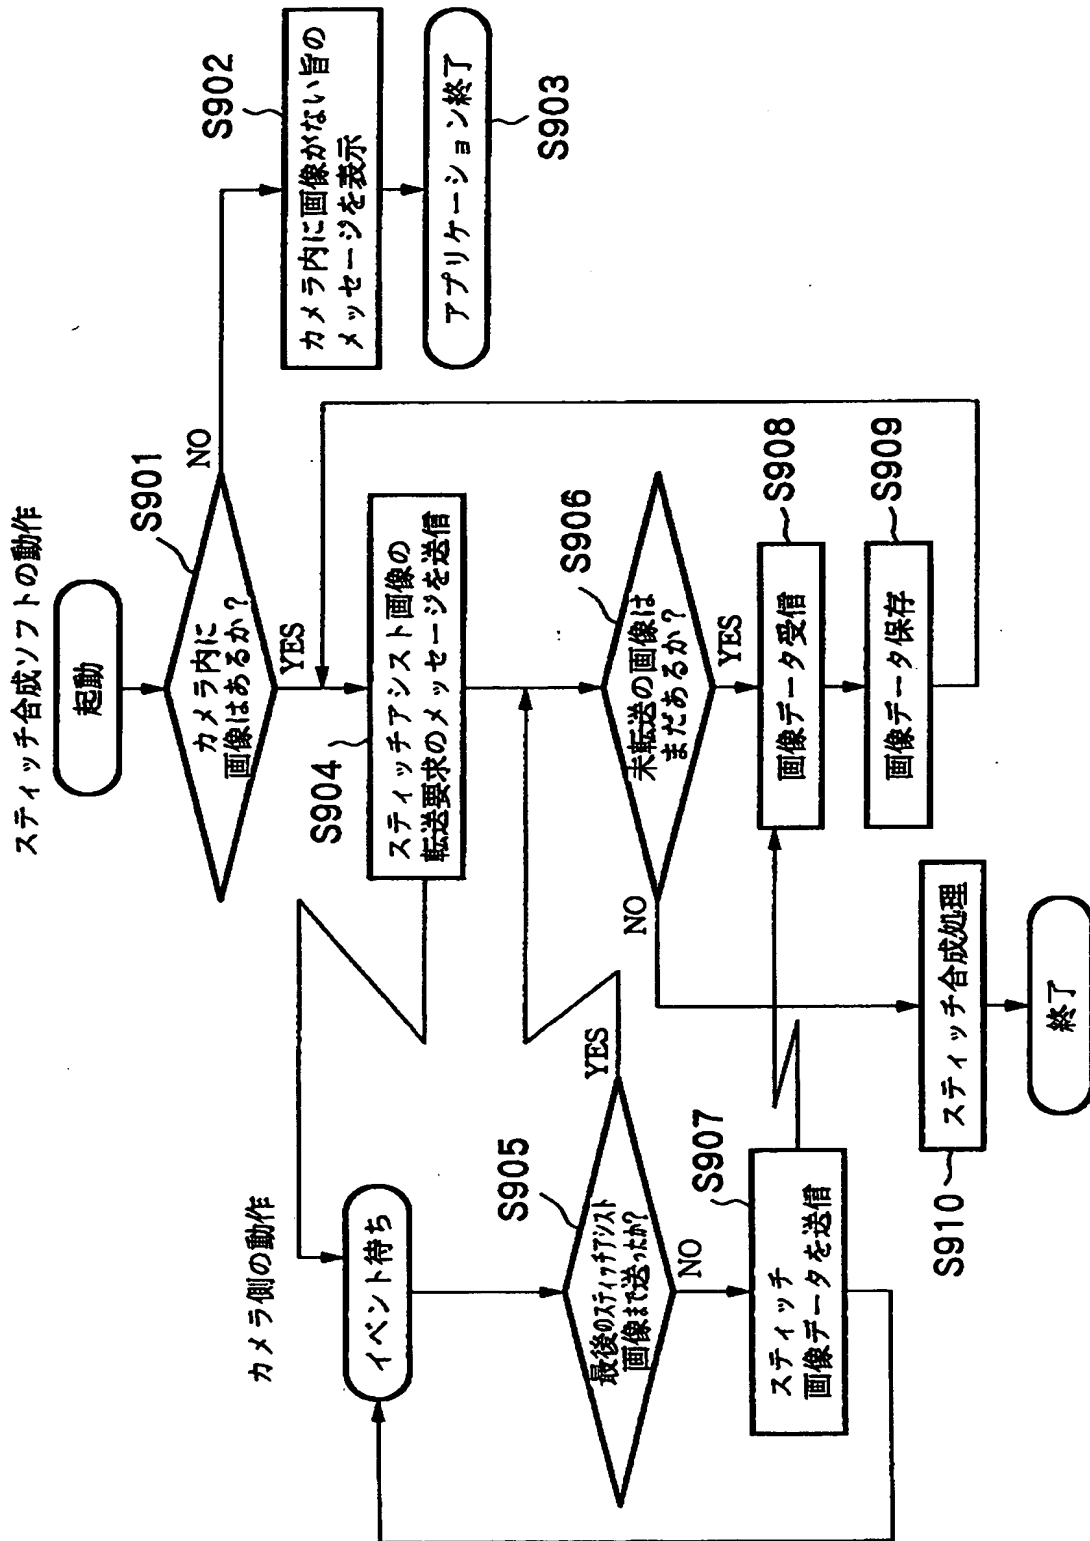 スティッチ合成ソフトの動作
起動
S901
カメラ内に
画像はあるか?
NO
YES
S902
カメラ内に画像がない旨の
メッセージを表示
アプリケーション終了
S903
S904
スティッチアシスト画像の
転送要求のメッセージを送信
S906
未転送の画像は
まだあるか?
NO
YES
S908
画像データ受信
S909
画像データ保存
S910
スティッチ合成処理
終了
カメラ側の動作
イベント待ち
S905
最後のスティッチアシスト
画像まで送ったか?
YES
NO
S907
スティッチ
画像データを送信